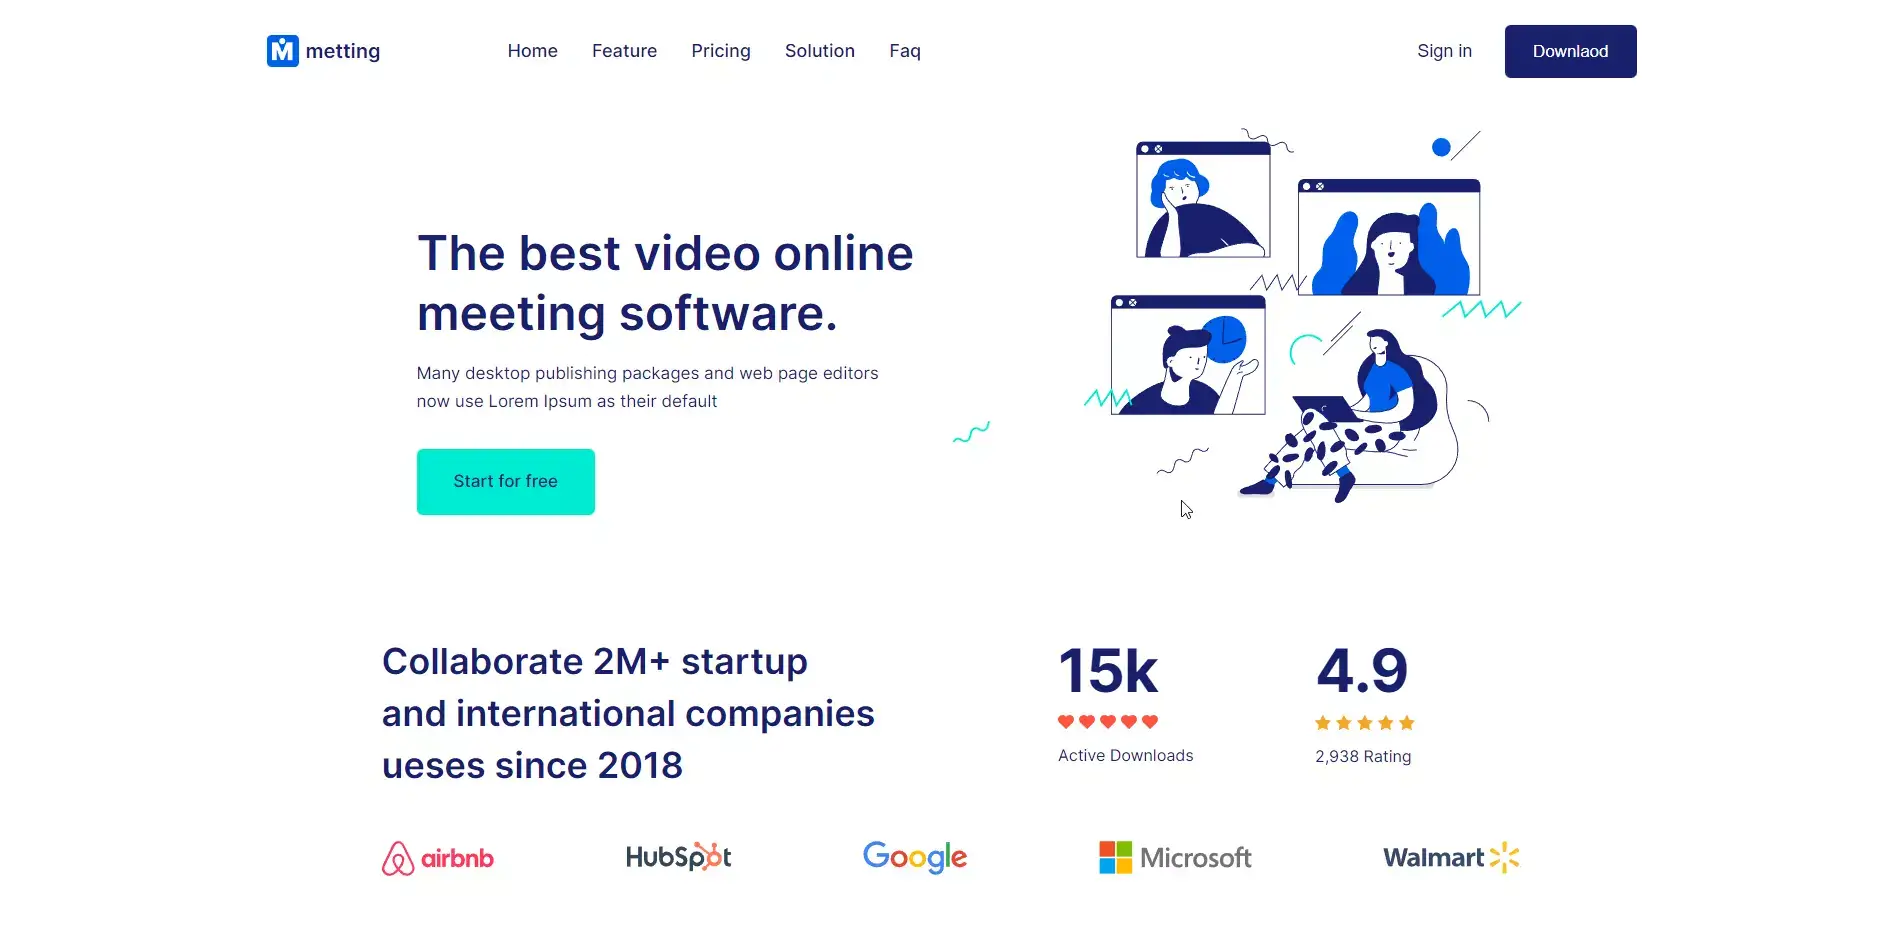 metting
Home Feature Pricing Solution Faq
Sign in
Downlaod
The best video online
meeting software.
Many desktop publishing packages and web page editors
now use Lorem Ipsum as their default
Start for free
Collaborate 2M+ startup
and international companies
ueses since 2018
15k
Active Downloads
4.9
2,938 Rating
airbnb
HubSpot
Google
Microsoft
Walmart